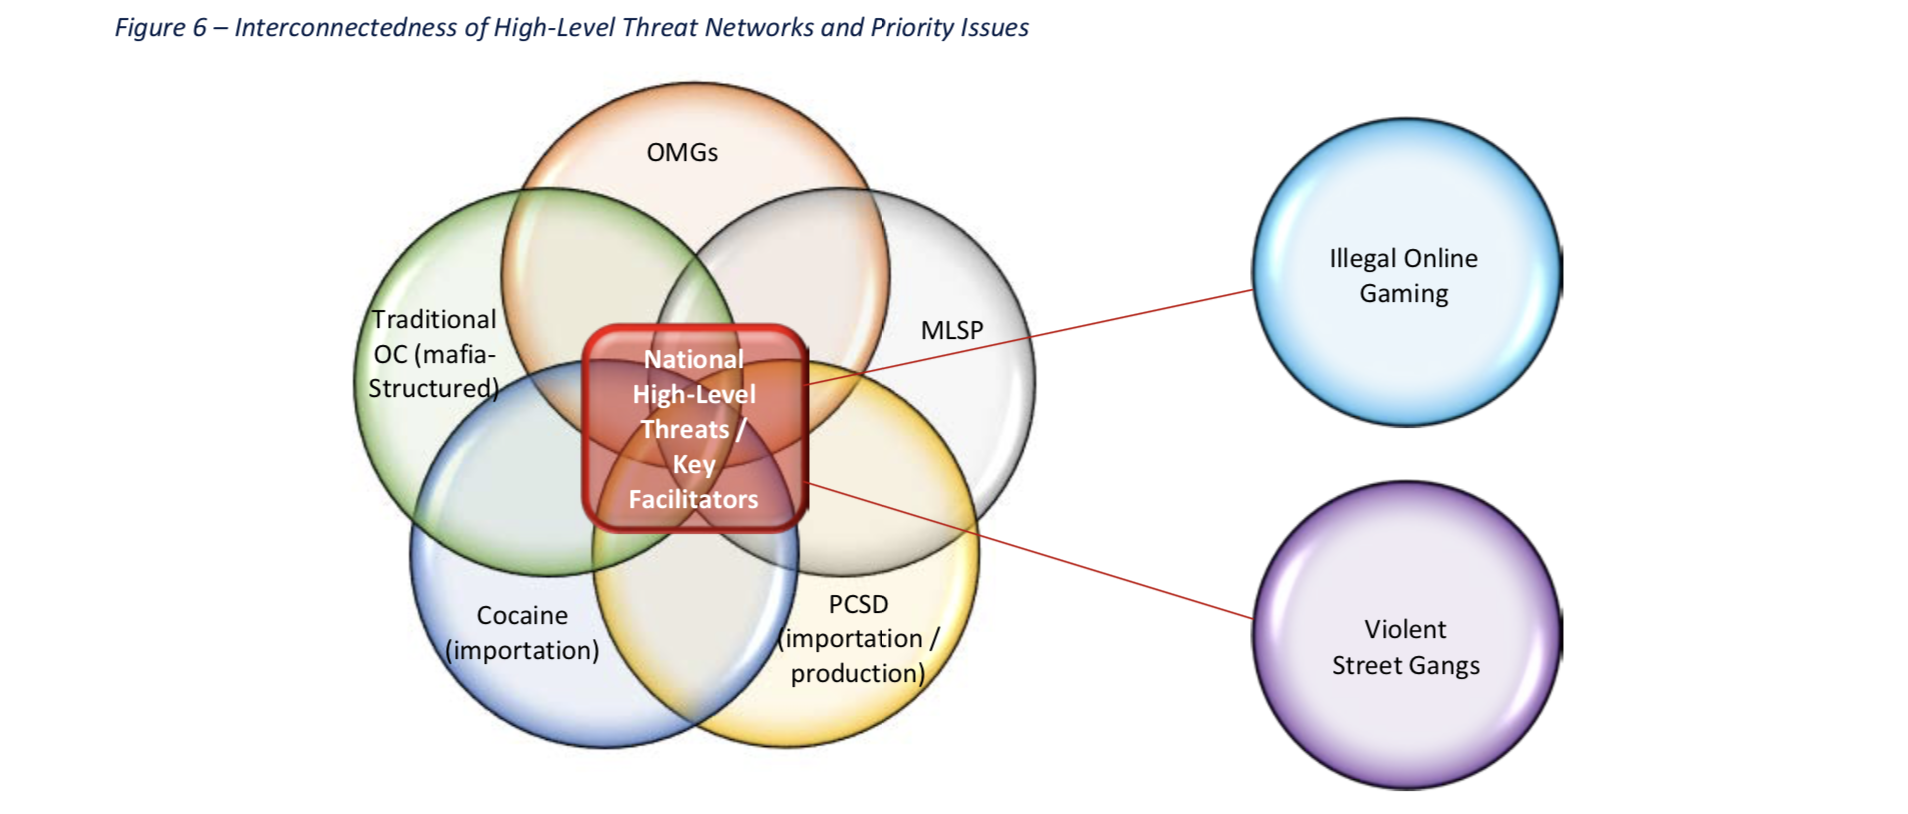 Figure 6 – Interconnectedness of High-Level Threat Networks and Priority Issues
OMGs
Traditional
OC (mafia-
Structured)
MLSP
National
High-Level
Threats /
Key
Facilitators
Cocaine
(importation)
PCSD
(importation /
production)
Illegal Online
Gaming
Violent
Street Gangs